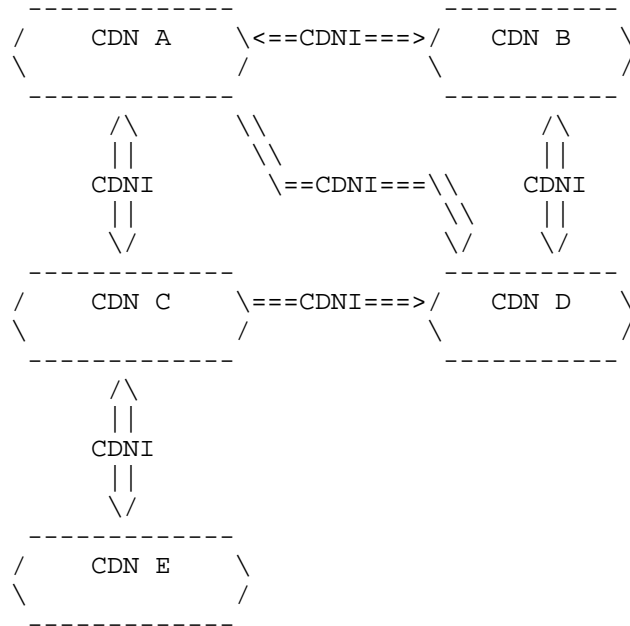 -------------          -----------
/    CDN A    \<==CDNI===>/   CDN B   \
\             /          \           /
-------------          -----------
/\      \\                /\
||       \\               ||
CDNI       \==CDNI===\\   CDNI
||                   \\   ||
\/                   \/   \/
-------------          -----------
/    CDN C    \===CDNI===>/   CDN D   \
\             /          \           /
-------------          -----------
/\
||
CDNI
||
\/
-------------
/    CDN E    \
\             /
-------------